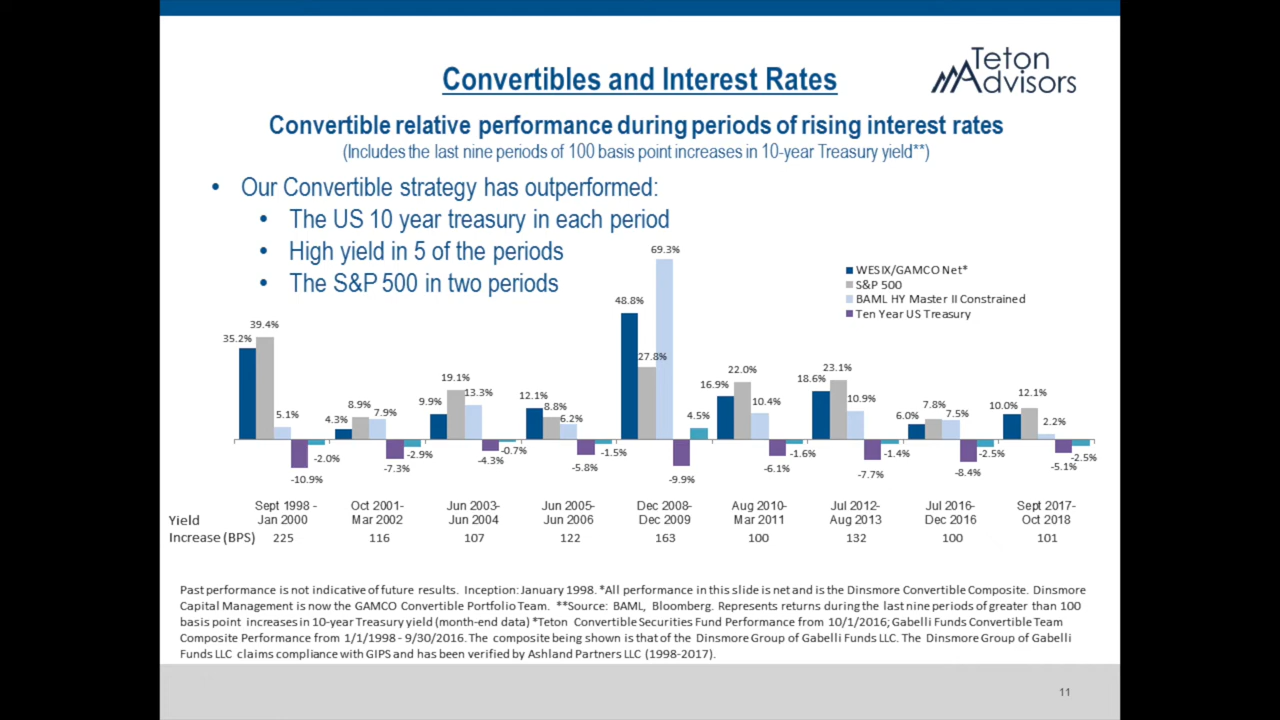 Teton
Advisors
Convertibles and Interest Rates
Convertible relative performance during periods of rising interest rates
(Includes the last nine periods of 100 basis point increases in 10-year Treasury yield**)
• Our Convertible strategy has outperformed:
• The US 10 year treasury in each period
• High yield in 5 of the periods
• The S&P 500 in two periods
WESIX/GAMCO Net*
S&P 500
BAML HY Master II Constrained
Ten Year US Treasury
35.2% 39.4% 5.1% -10.9% -2.0%
4.3% 8.9% 7.9% -7.3% -2.9%
9.9% 19.1% 13.3% -4.3% -0.7%
12.1% 8.8% 6.2% -5.8% -1.5%
48.8% 27.8% 69.3% -9.9% 4.5%
16.9% 22.0% 10.4% -6.1% -1.6%
18.6% 23.1% 10.9% -7.7% -1.4%
6.0% 7.8% 7.5% -8.4% -2.5%
10.0% 12.1% 2.2% -5.1% -2.5%
Sept 1998 - Oct 2001- Jun 2003- Jun 2005- Dec 2008- Aug 2010- Jul 2012- Jul 2016- Sept 2017-
Jan 2000 Mar 2002 Jun 2004 Jun 2006 Dec 2009 Mar 2011 Aug 2013 Dec 2016 Oct 2018
Yield
Increase (BPS) 225 116 107 122 163 100 132 100 101
Past performance is not indicative of future results. Inception: January 1998. *All performance in this slide is net and is the Dinsmore Convertible Composite. Dinsmore
Capital Management is now the GAMCO Convertible Portfolio Team. **Source: BAML, Bloomberg. Represents returns during the last nine periods of greater than 100
basis point increases in 10-year Treasury yield (month-end data) *Teton Convertible Securities Fund Performance from 10/1/2016; Gabelli Funds Convertible Team
Composite Performance from 1/1/1998 - 9/30/2016. The composite being shown is that of the Dinsmore Group of Gabelli Funds LLC. The Dinsmore Group of Gabelli
Funds LLC claims compliance with GIPS and has been verified by Ashland Partners LLC (1998-2017).
11